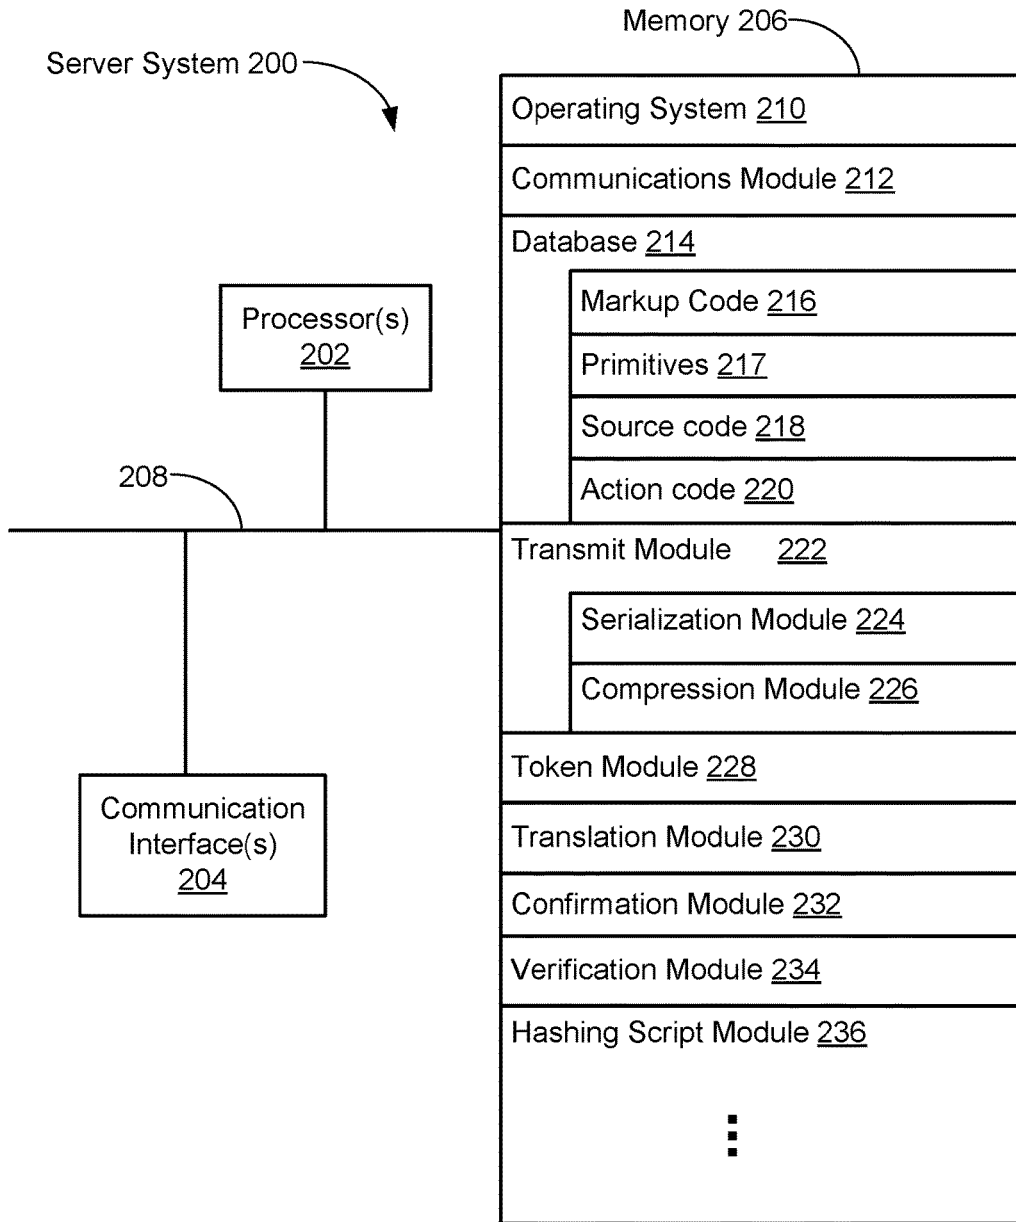 Memory 206
Server System 200
Operating System 210
Communications Module 212
Database 214
Markup Code 216
Primitives 217
Source code 218
Action code 220
Processor(s)
202
208
Transmit Module 222
Serialization Module 224
Compression Module 226
Token Module 228
Communication
Interface(s)
204
Translation Module 230
Confirmation Module 232
Verification Module 234
Hashing Script Module 236